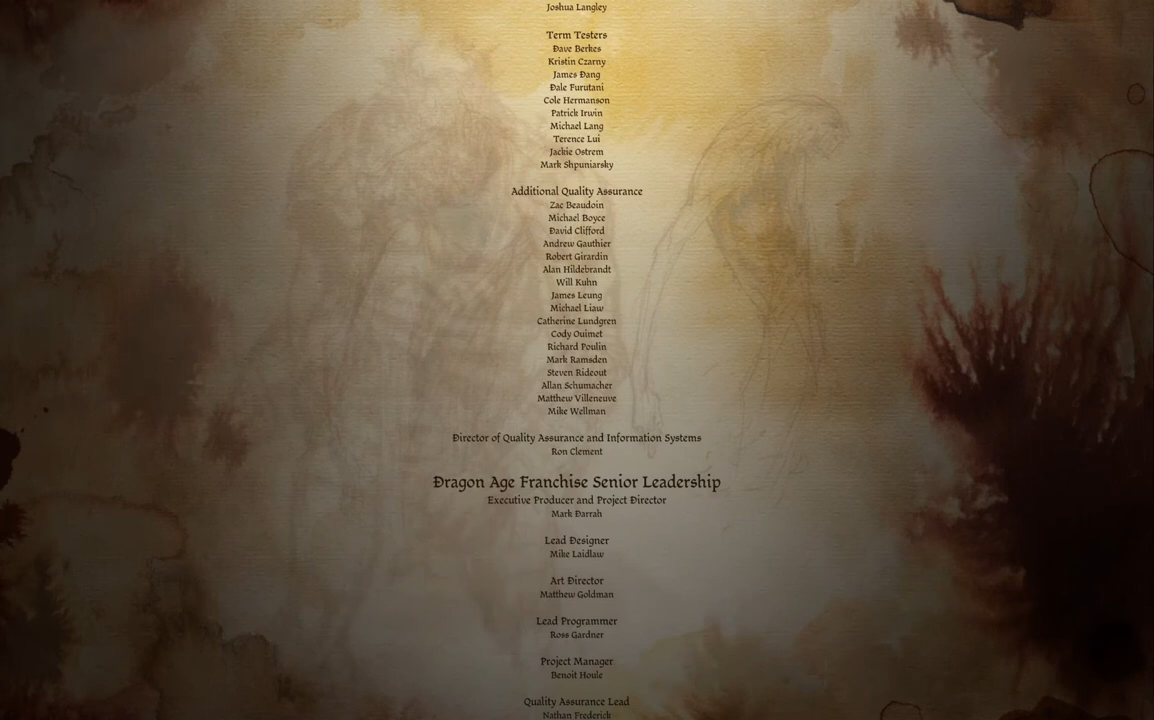 Joshua Langley
Term Testers
Dave Berkes
Kristin Czarny
James Dang
Dale Furutani
Cole Hermanson
Patrick Irwin
Michael Lang
Terence Lui
Jackie Ostrem
Mark Shpuniarsky
Additional Quality Assurance
Zac Beaudoin
Michael Boyce
David Clifford
Andrew Gauthier
Robert Girardin
Alan Hildebrandt
Will Kuhn
James Leung
Michael Liaw
Catherine Lundgren
Cody Ouimet
Richard Poulin
Mark Ramsden
Steven Rideout
Allan Schumacher
Matthew Villeneuve
Mike Wellman
Director of Quality Assurance and Information Systems
Ron Clement
Dragon Age Franchise Senior Leadership
Executive Producer and Project Director
Mark Darrah
Lead Designer
Mike Laidlaw
Art Director
Matthew Goldman
Lead Programmer
Ross Gardner
Project Manager
Benoit Houle
Quality Assurance Lead
Nathan Frederick